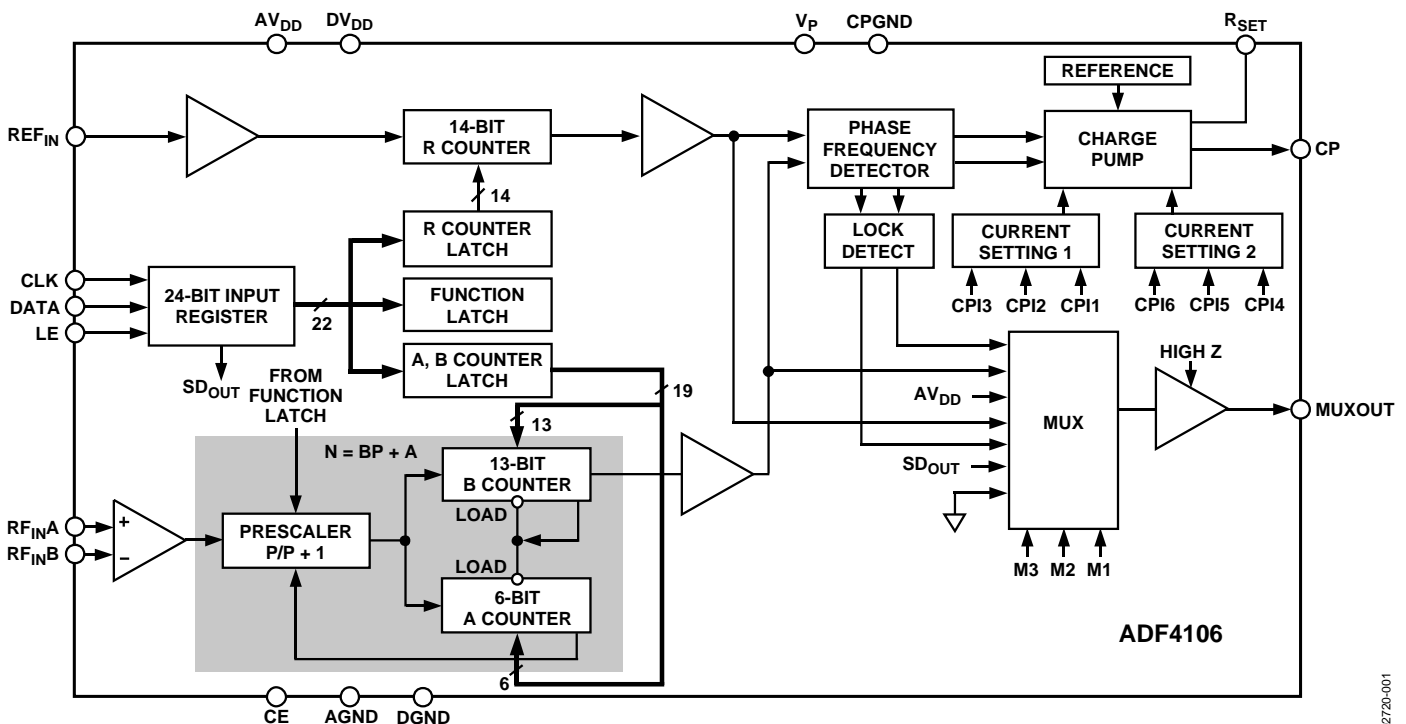 AVDD
DVDD
VP
CPGND
RSET
REFERENCE
REFIN
14-BIT
R COUNTER
PHASE
FREQUENCY
DETECTOR
CHARGE
PUMP
CP
14
R COUNTER
LATCH
LOCK
DETECT
CURRENT
SETTING 1
CURRENT
SETTING 2
CLK
DATA
LE
24-BIT INPUT
REGISTER
22
FUNCTION
LATCH
CPI3
CPI2
CPI1
CPI6
CPI5
CPI4
A, B COUNTER
LATCH
SDOUT
FROM
FUNCTION
LATCH
19
13
HIGH Z
AVDD
MUX
MUXOUT
SDOUT
N = BP + A
13-BIT
B COUNTER
LOAD
RFINA
RFINB
+
–
PRESCALER
P/P + 1
LOAD
6-BIT
A COUNTER
6
M3
M2
M1
ADF4106
CE
AGND
DGND
2720-001